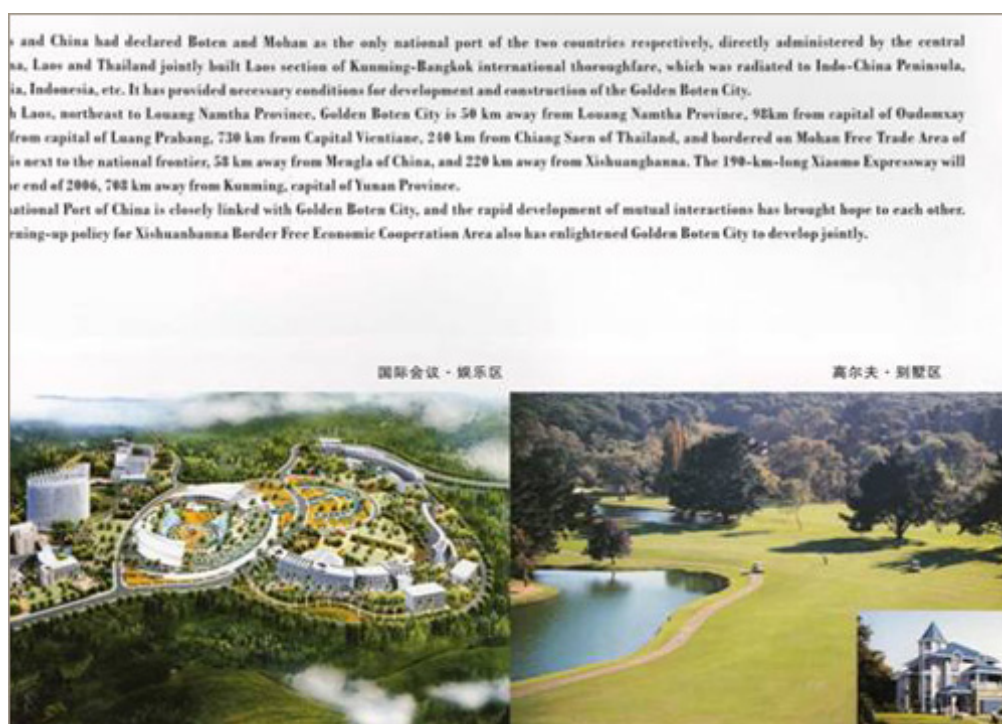 s and China had declared Boten and Mohan as the only national port of the two countries respectively, directly administered by the central
na, Laos and Thailand jointly built Laos section of Kunming-Bangkok international thoroughfare, which was radiated to Indo-China Peninsula,
ia, Indonesia, etc. It has provided necessary conditions for development and construction of the Golden Boten City.
h Laos, northeast to Louang Namtha Province, Golden Boten City is 50 km away from Louang Namtha Province, 98km from capital of Oudomxay
from capital of Luang Prabang, 730 km from Capital Vientiane, 240 km from Chiang Saen of Thailand, and bordered on Mohan Free Trade Area of
is next to the national frontier, 58 km away from Mengla of China, and 220 km away from Xishuangbanna. The 190-km-long Xiaomo Expressway will
e end of 2006, 708 km away from Kunming, capital of Yunan Province.
national Port of China is closely linked with Golden Boten City, and the rapid development of mutual interactions has brought hope to each other.
ening-up policy for Xishuanbanna Border Free Economic Cooperation Area also has enlightened Golden Boten City to develop jointly.
国际会议·娱乐区
高尔夫·别墅区